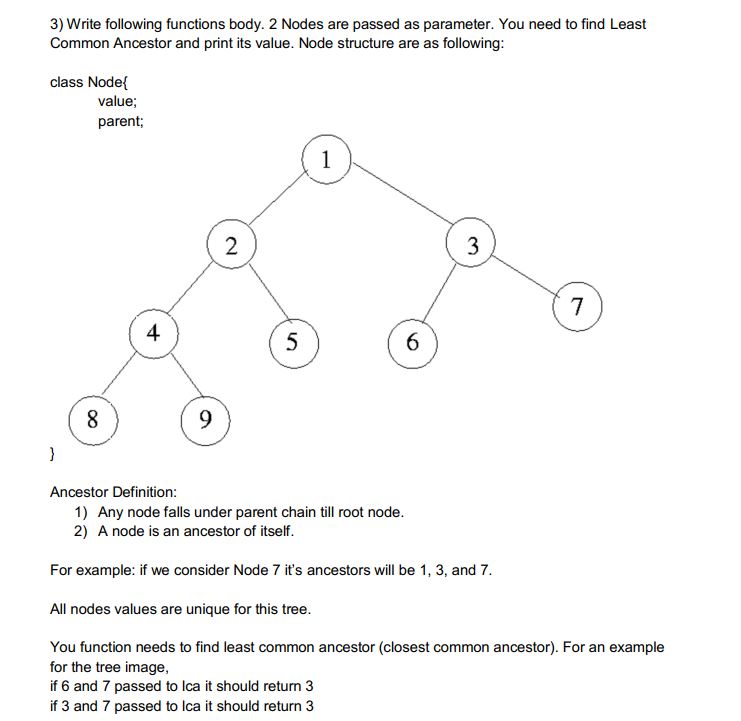 3) Write following functions body. 2 Nodes are passed as parameter. You need to find Least
Common Ancestor and print its value. Node structure are as following:
class Node{
value;
parent;
1
2
3
7
4
5
6
8
9
}
Ancestor Definition:
1) Any node falls under parent chain till root node.
2) A node is an ancestor of itself.
For example: if we consider Node 7 it's ancestors will be 1, 3, and 7.
All nodes values are unique for this tree.
You function needs to find least common ancestor (closest common ancestor). For an example
for the tree image,
if 6 and 7 passed to lca it should return 3
if 3 and 7 passed to lca it should return 3